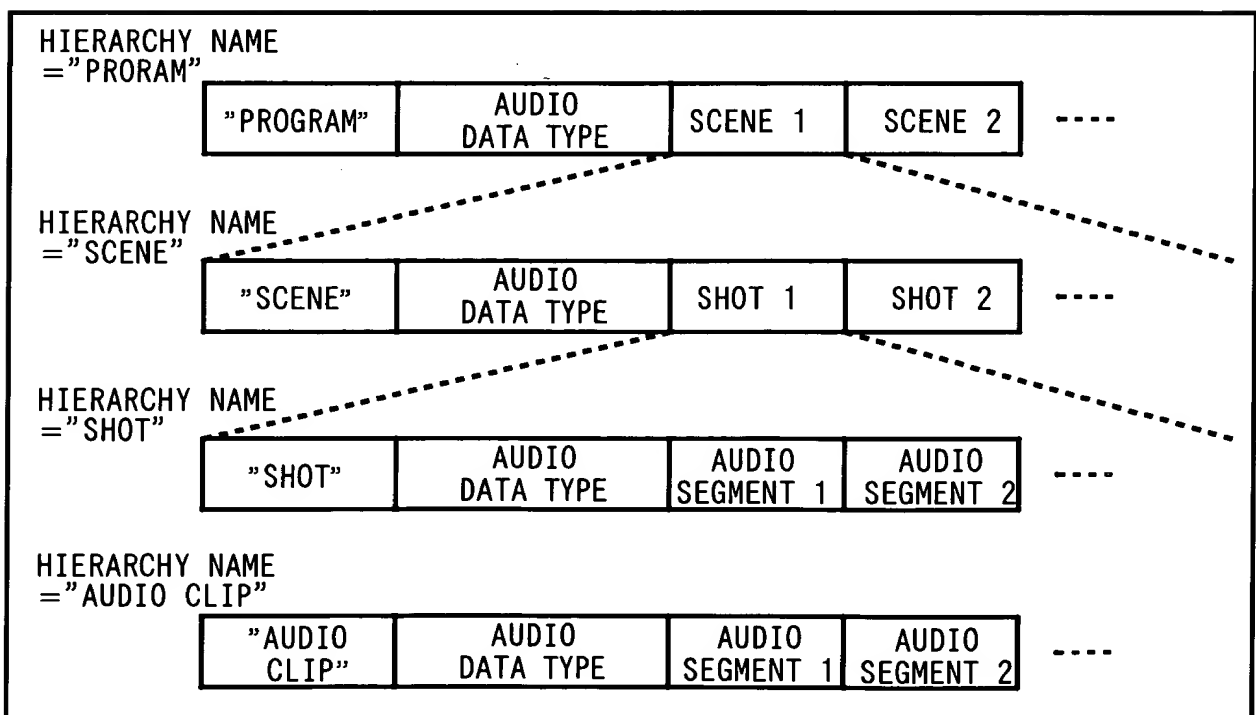 HIERARCHY NAME
="PRORAM"
"PROGRAM"
AUDIO
DATA TYPE
SCENE 1
SCENE 2
HIERARCHY NAME
="SCENE"
"SCENE"
AUDIO
DATA TYPE
SHOT 1
SHOT 2
HIERARCHY NAME
="SHOT"
"SHOT"
AUDIO
DATA TYPE
AUDIO
SEGMENT 1
AUDIO
SEGMENT 2
HIERARCHY NAME
="AUDIO CLIP"
"AUDIO
CLIP"
AUDIO
DATA TYPE
AUDIO
SEGMENT 1
AUDIO
SEGMENT 2